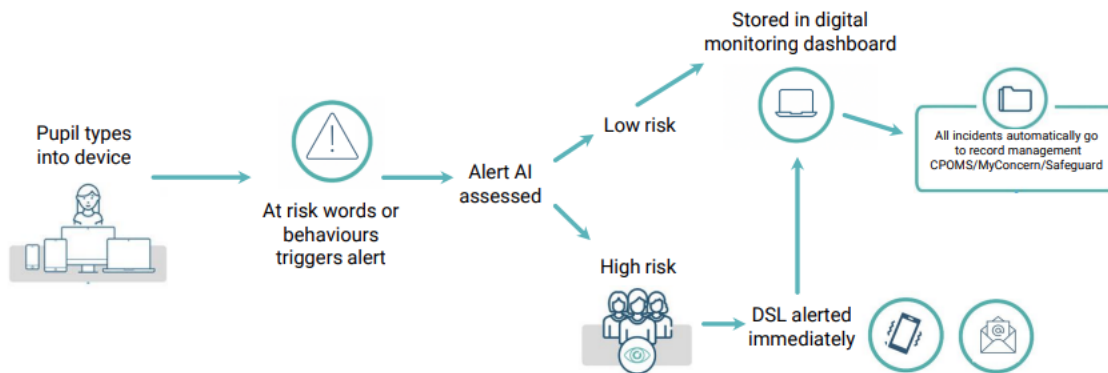 Pupil types
into device
At risk words or
behaviours
triggers alert
Alert AI
assessed
Low risk
High risk
Stored in digital
monitoring dashboard
DSL alerted
immediately
@
All incidents automatically go
to record management
CPOMS/MyConcern/Safeguard